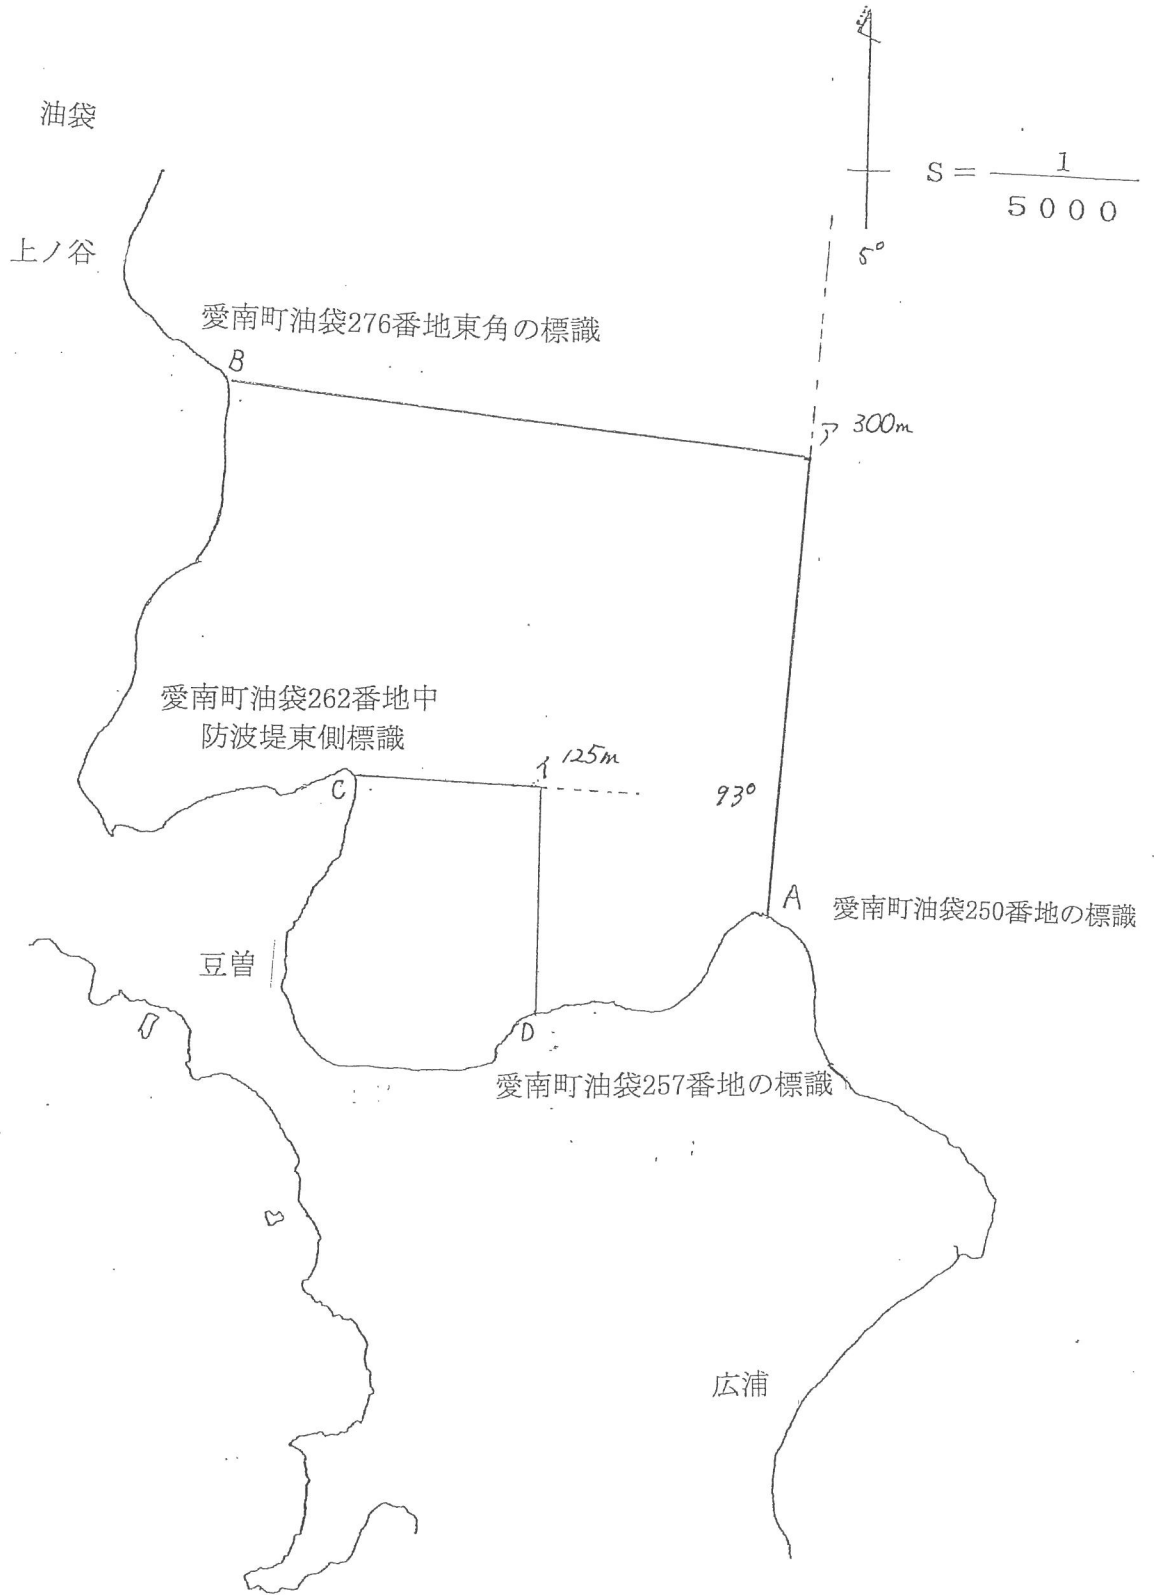 油袋
S = 1
5000
上ノ谷
5°
愛南町油袋276番地東角の標識
B
ア 300m
愛南町油袋262番地中
防波堤東側標識
イ 125m
C
93°
A
愛南町油袋250番地の標識
豆曽
D
愛南町油袋257番地の標識
広浦